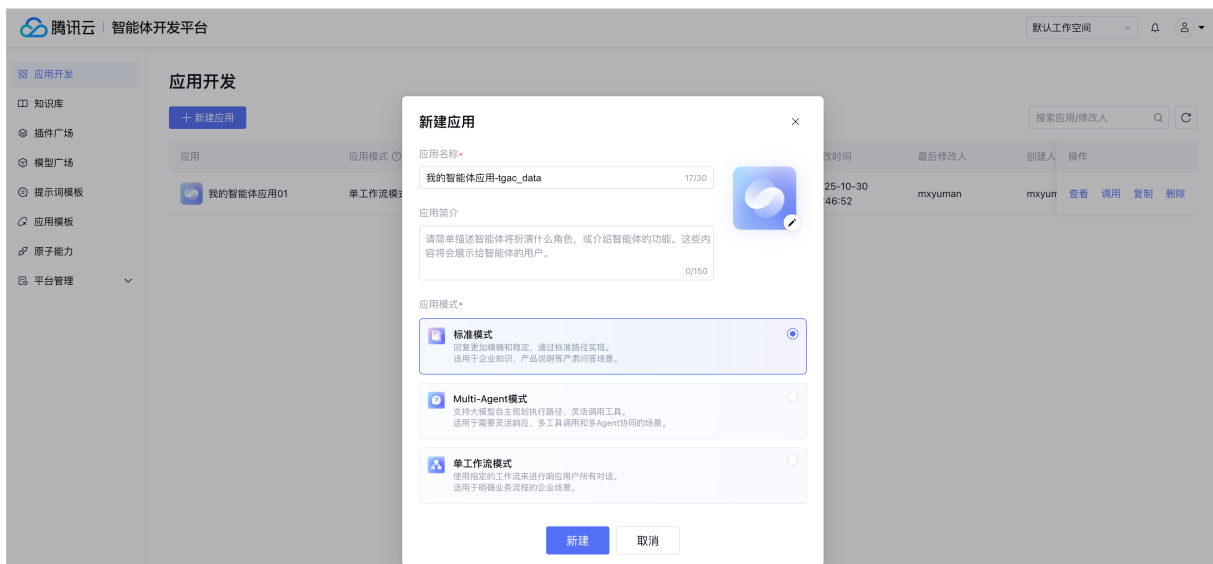 腾讯云 智能体开发平台
默认工作空间
应用开发
知识库
插件广场
模型广场
提示词模板
应用模板
原子能力
平台管理
应用开发
新建应用
搜索应用/修改人
应用
应用模式
改时间
最后修改人
创建人
操作
我的智能体应用01
单工作流模式
25-10-30
:46:52
mxyuman
mxyum
查看
调用
复制
删除
新建应用
应用名称*
我的智能体应用-tgac_data
17/30
应用简介
请简单描述智能体将扮演什么角色，或介绍智能体的功能。这些内
容将会展示给智能体的用户。
0/150
应用模式*
标准模式
回复更加精确和稳定，通过标准路径实现。
适用于企业知识、产品说明等严肃问答场景。
Multi-Agent模式
支持大模型自主规划执行路径、灵活调用工具。
适用于需要灵活响应、多工具调用和多Agent协同的场景。
单工作流模式
使用指定的工作流来进行响应用户所有对话。
适用于明确业务流程的企业场景。
新建
取消